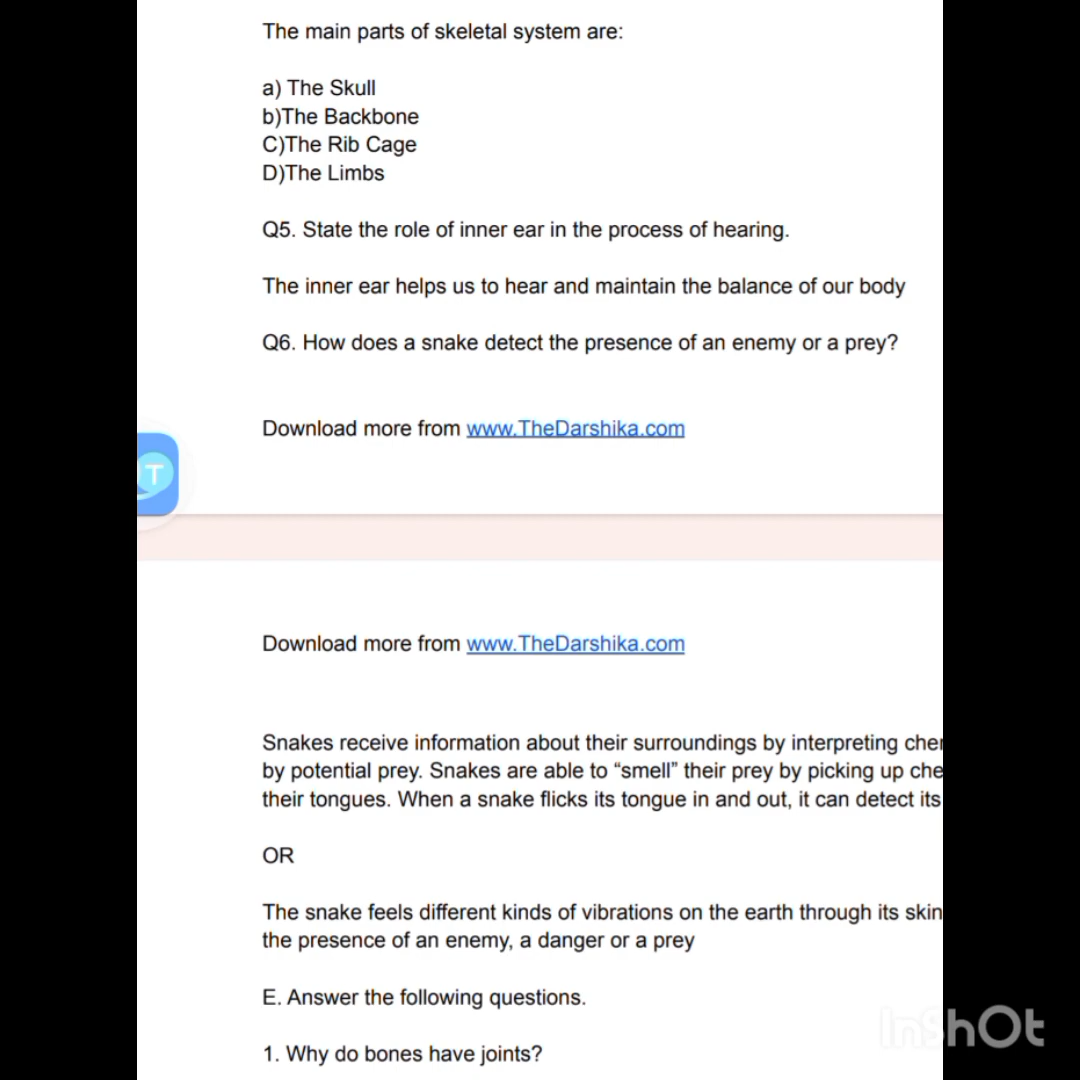 The main parts of skeletal system are:
a) The Skull
b)The Backbone
C)The Rib Cage
D)The Limbs
Q5. State the role of inner ear in the process of hearing.
The inner ear helps us to hear and maintain the balance of our body
Q6. How does a snake detect the presence of an enemy or a prey?
Download more from www.TheDarshika.com
T
Download more from www.TheDarshika.com
Snakes receive information about their surroundings by interpreting
by potential prey. Snakes are able to “smell” their prey by picking up
their tongues. When a snake flicks its tongue in and out, it can detect its
OR
The snake feels different kinds of vibrations on the earth through its skin
the presence of an enemy, a danger or a prey
E. Answer the following questions.
1. Why do bones have joints?
InShOt